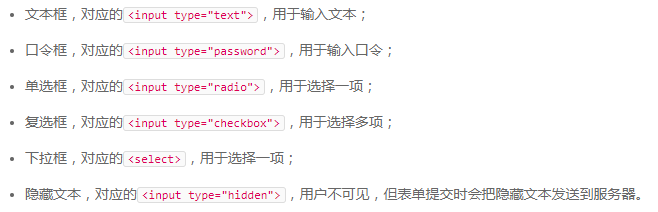 文本框，对应的<input type="text">，用于输入文本；
口令框，对应的<input type="password">，用于输入口令；
单选框，对应的<input type="radio">，用于选择一项；
复选框，对应的<input type="checkbox">，用于选择多项；
下拉框，对应的<select>，用于选择一项；
隐藏文本，对应的<input type="hidden">，用户不可见，但表单提交时会把隐藏文本发送到服务器。